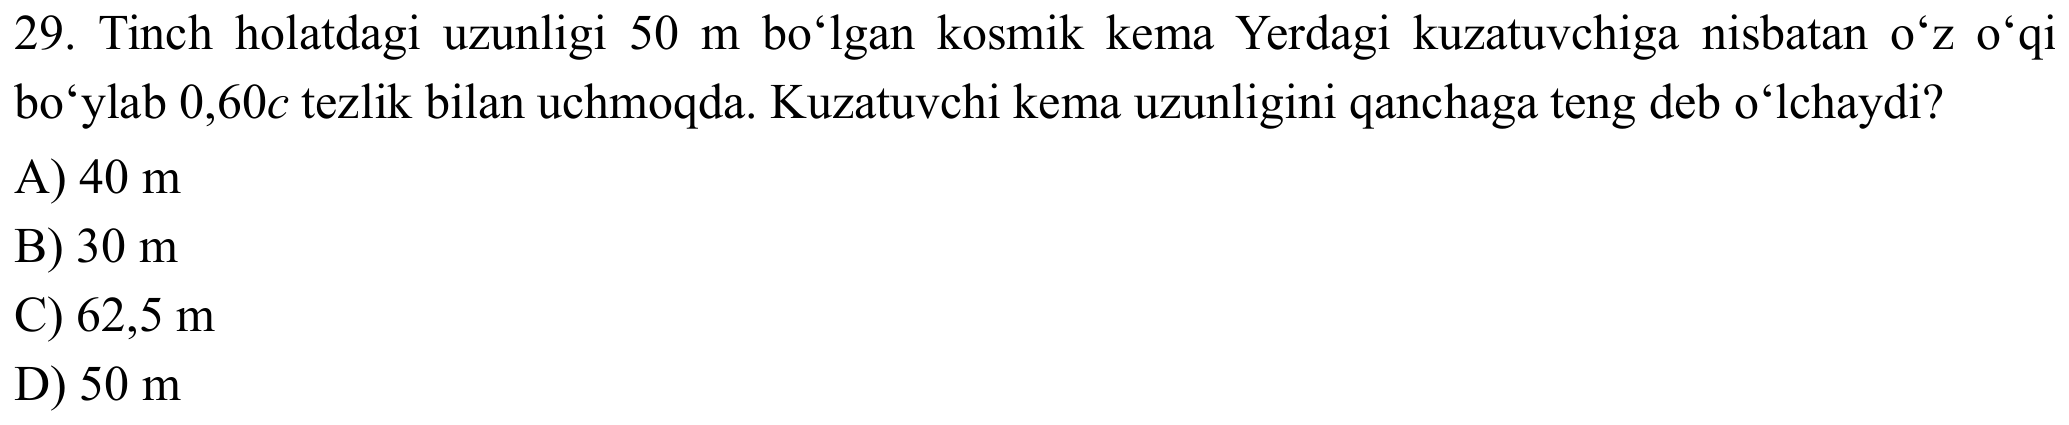 29. Tinch holatdagi uzunligi 50 m bo‘lgan kosmik kema Yerdagi kuzatuvchiga nisbatan o‘z o‘qi
bo‘ylab 0,60c tezlik bilan uchmoqda. Kuzatuvchi kema uzunligini qanchaga teng deb o‘lchaydi?
A) 40 m
B) 30 m
C) 62,5 m
D) 50 m